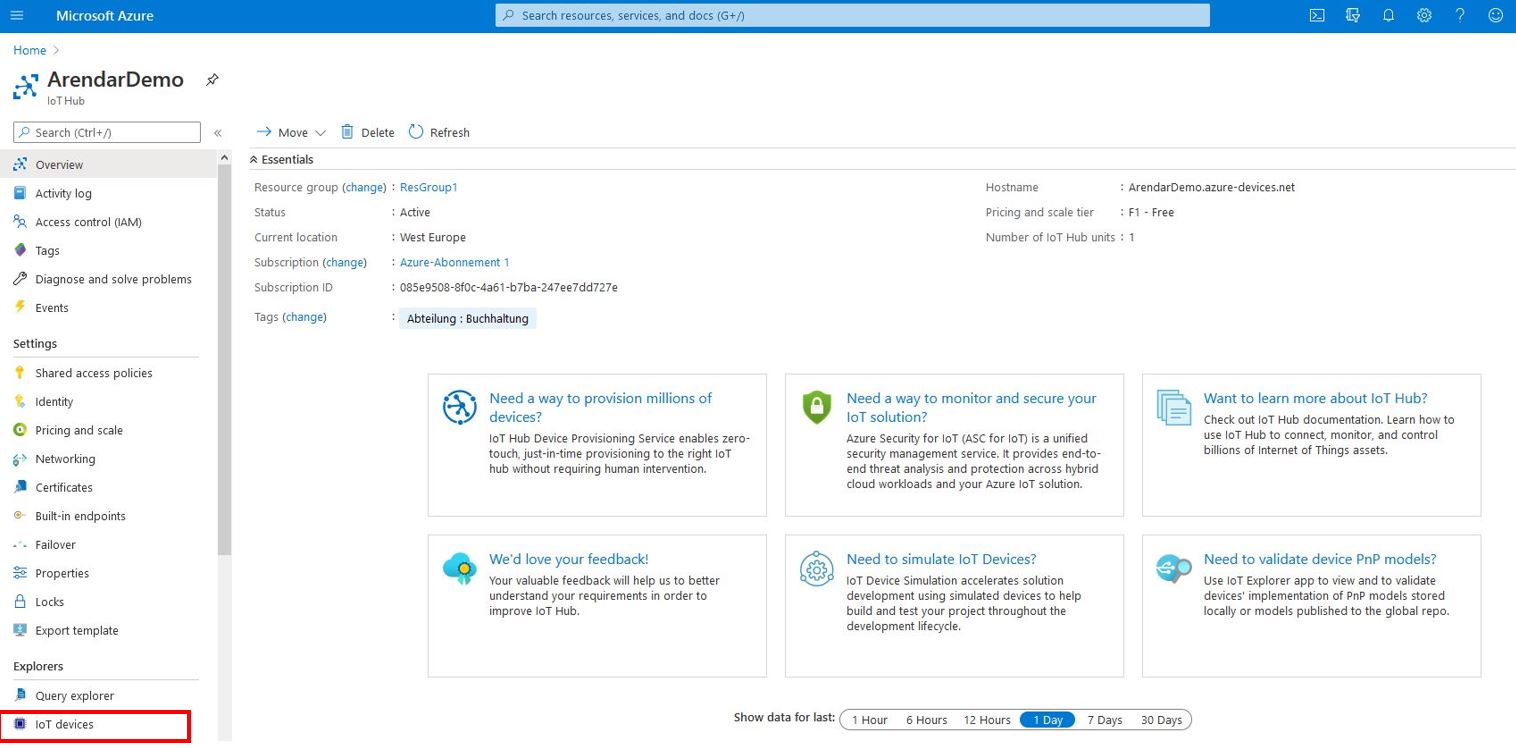 Microsoft Azure
Search resources, services, and docs (G+/)
Home
ArendarDemo
IoT Hub
Search (Ctrl+/)
Overview
Activity log
Access control (IAM)
Tags
Diagnose and solve problems
Events
Settings
Shared access policies
Identity
Pricing and scale
Networking
Certificates
Built-in endpoints
Failover
Properties
Locks
Export template
Explorers
Query explorer
IoT devices
Move
Delete
Refresh
Essentials
Resource group (change) : ResGroup1
Status : Active
Current location : West Europe
Subscription (change) : Azure-Abonnement 1
Subscription ID : 085e9508-8f0c-4a61-b7ba-247ee7dd727e
Tags (change) : Abteilung : Buchhaltung
Hostname : ArendarDemo.azure-devices.net
Pricing and scale tier : F1 - Free
Number of IoT Hub units : 1
Need a way to provision millions of
devices?
IoT Hub Device Provisioning Service enables zero-
touch, just-in-time provisioning to the right IoT
hub without requiring human intervention.
Need a way to monitor and secure your
IoT solution?
Azure Security for IoT (ASC for IoT) is a unified
security management service. It provides end-to-
end threat analysis and protection across hybrid
cloud workloads and your Azure IoT solution.
Want to learn more about IoT Hub?
Check out IoT Hub documentation. Learn how to
use IoT Hub to connect, monitor, and control
billions of Internet of Things assets.
We'd love your feedback!
Your valuable feedback will help us to better
understand your requirements in order to
improve IoT Hub.
Need to simulate IoT Devices?
IoT Device Simulation accelerates solution
development using simulated devices to help
build and test your project throughout the
development lifecycle.
Need to validate device PnP models?
Use IoT Explorer app to view and to validate
devices' implementation of PnP models stored
locally or models published to the global repo.
Show data for last: 1 Hour 6 Hours 12 Hours 1 Day 7 Days 30 Days